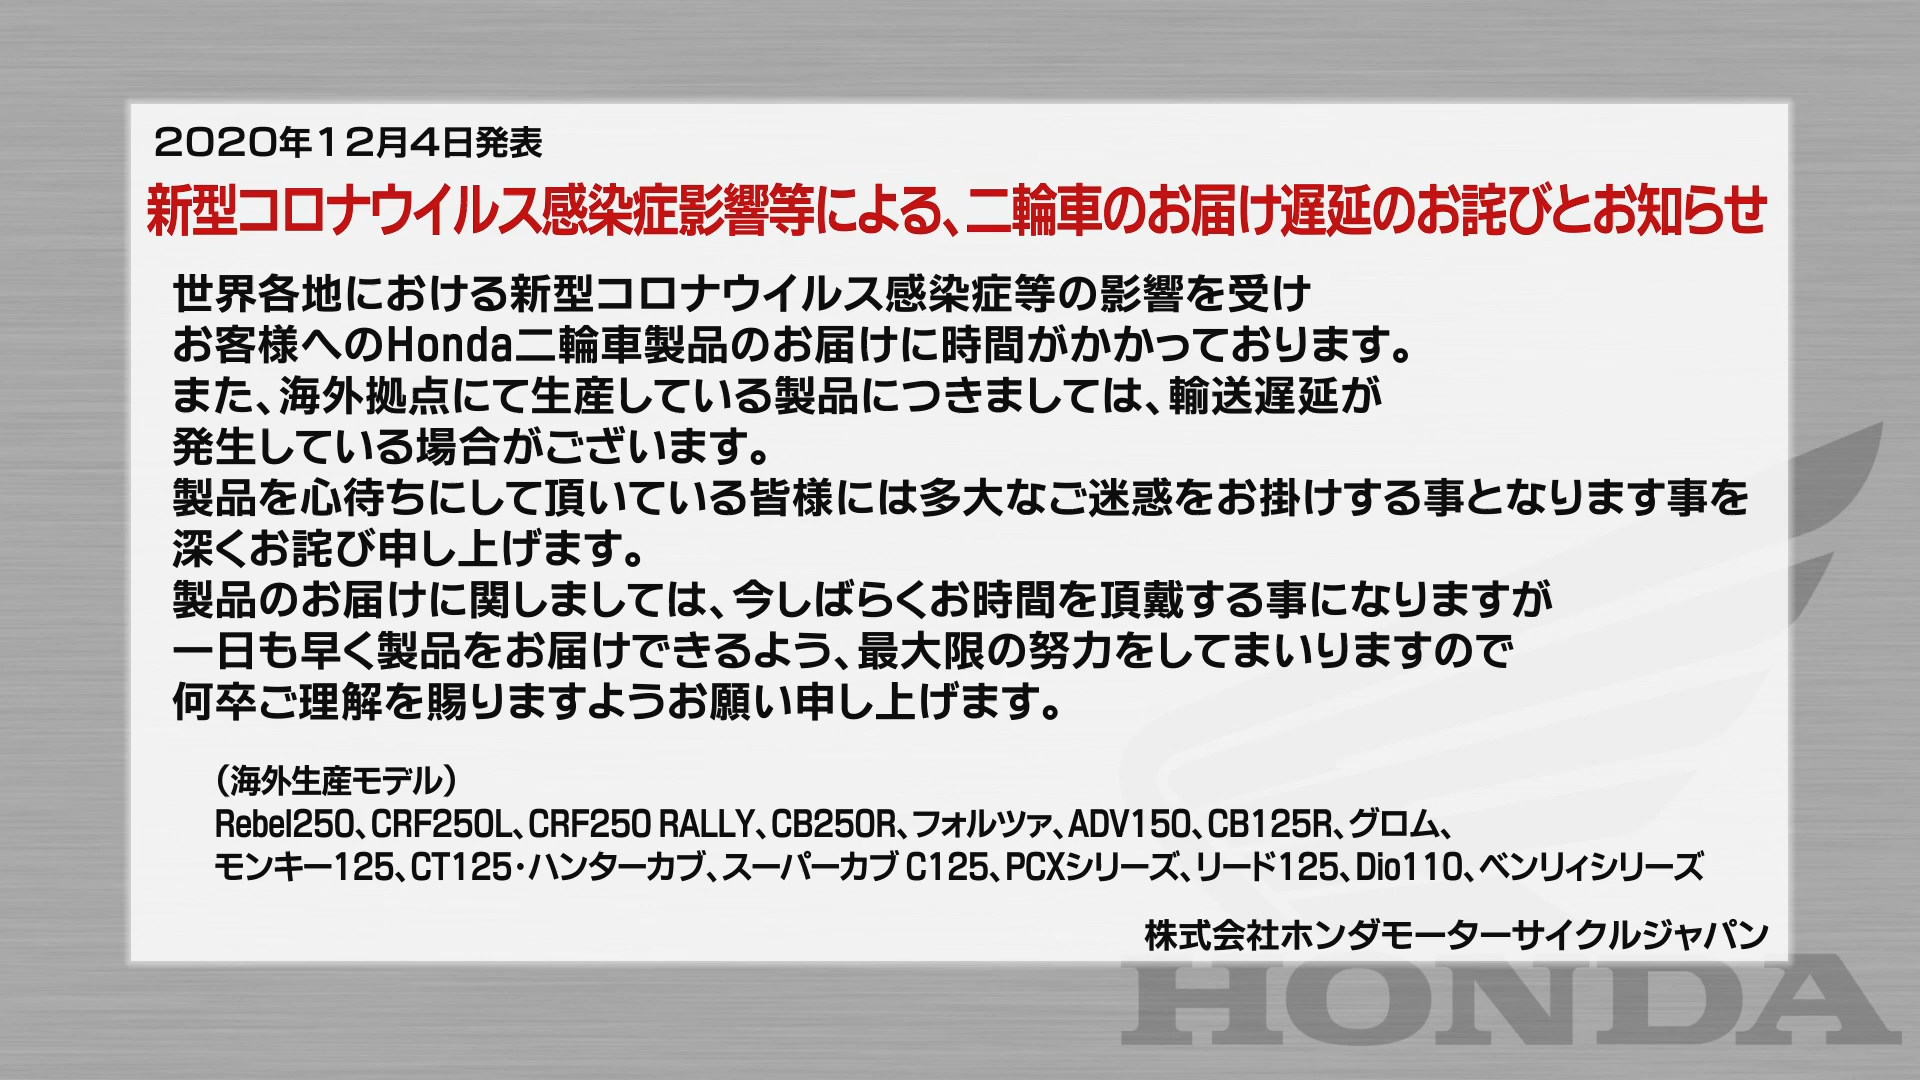 2020年12月4日発表
新型コロナウイルス感染症影響等による、二輪車のお届け遅延のお詫びとお知らせ
世界各地における新型コロナウイルス感染症等の影響を受け
お客様へのHonda二輪車製品のお届けに時間がかかっております。
また、海外拠点にて生産している製品につきましては、輸送遅延が
発生している場合がございます。
製品を心待ちにして頂いている皆様には多大なご迷惑をお掛けする事となります事を
深くお詫び申し上げます。
製品のお届けに関しましては、今しばらくお時間を頂戴する事になりますが
一日も早く製品をお届けできるよう、最大限の努力をしてまいりますので
何卒ご理解を賜りますようお願い申し上げます。
（海外生産モデル）
Rebel250、CRF250L、CRF250 RALLY、CB250R、フォルツァ、ADV150、CB125R、グロム、
モンキー125、CT125・ハンターカブ、スーパーカブ C125、PCXシリーズ、リード125、Dio110、ベンリィシリーズ
株式会社ホンダモーターサイクルジャパン
HONDA